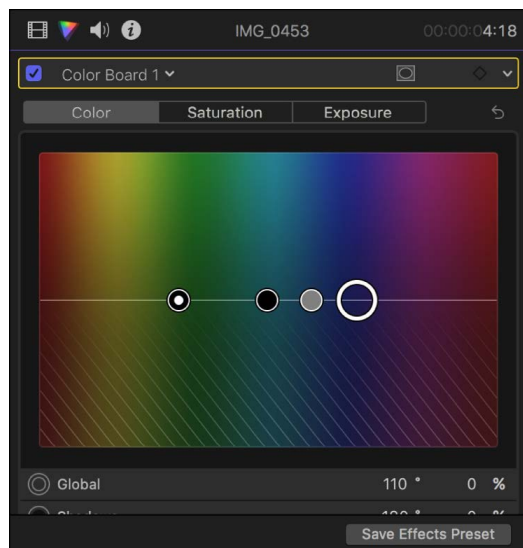 IMG_0453 00:00:04:18
Color Board 1
Color Saturation Exposure
Global 110 ° 0 %
Save Effects Preset